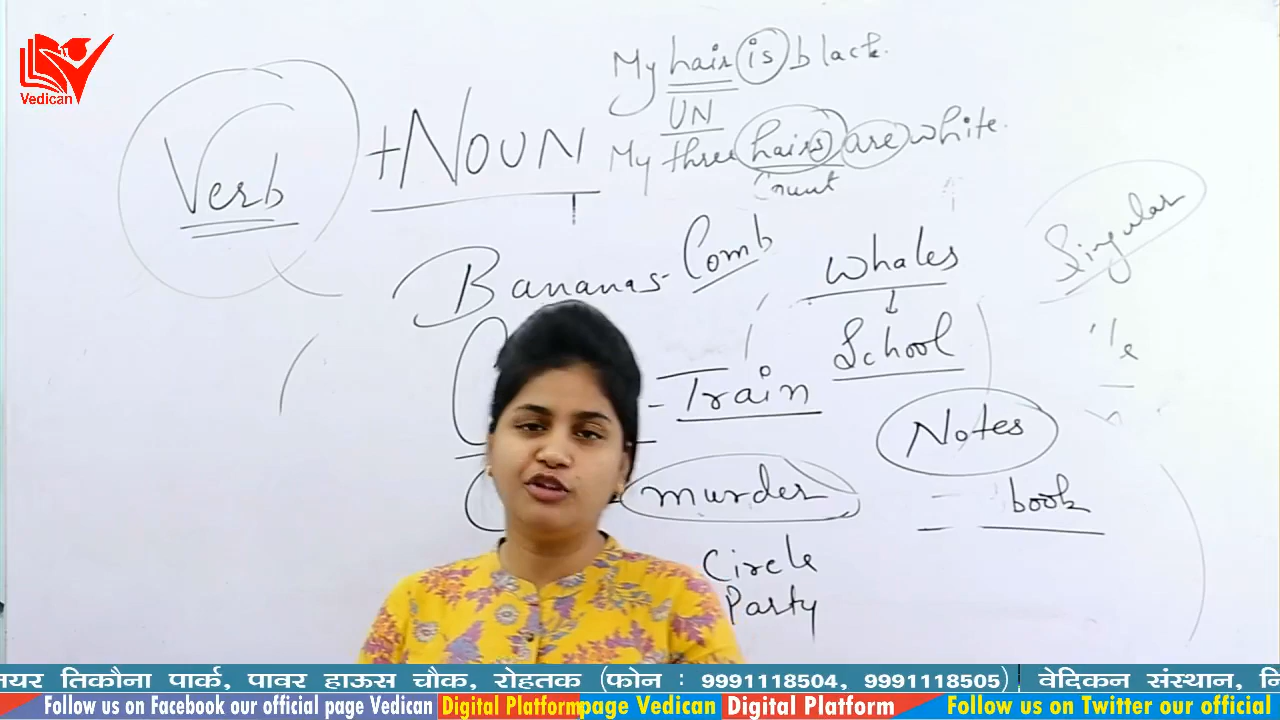 Vedican
My hair is black.
UN
My three hairs are white.
Count
Verb + NOUN
Bananas - Comb
Whales
School
Singular
- Train
Notes
murder
= book
Circle
Party
नयर तिकौना पार्क, पावर हाऊस चौक, रोहतक (फोन : 9991118504, 9991118505) वेदिकन संस्थान, नि
Follow us on Facebook our official page Vedican Digital Platform page Vedican Digital Platform Follow us on Twitter our official